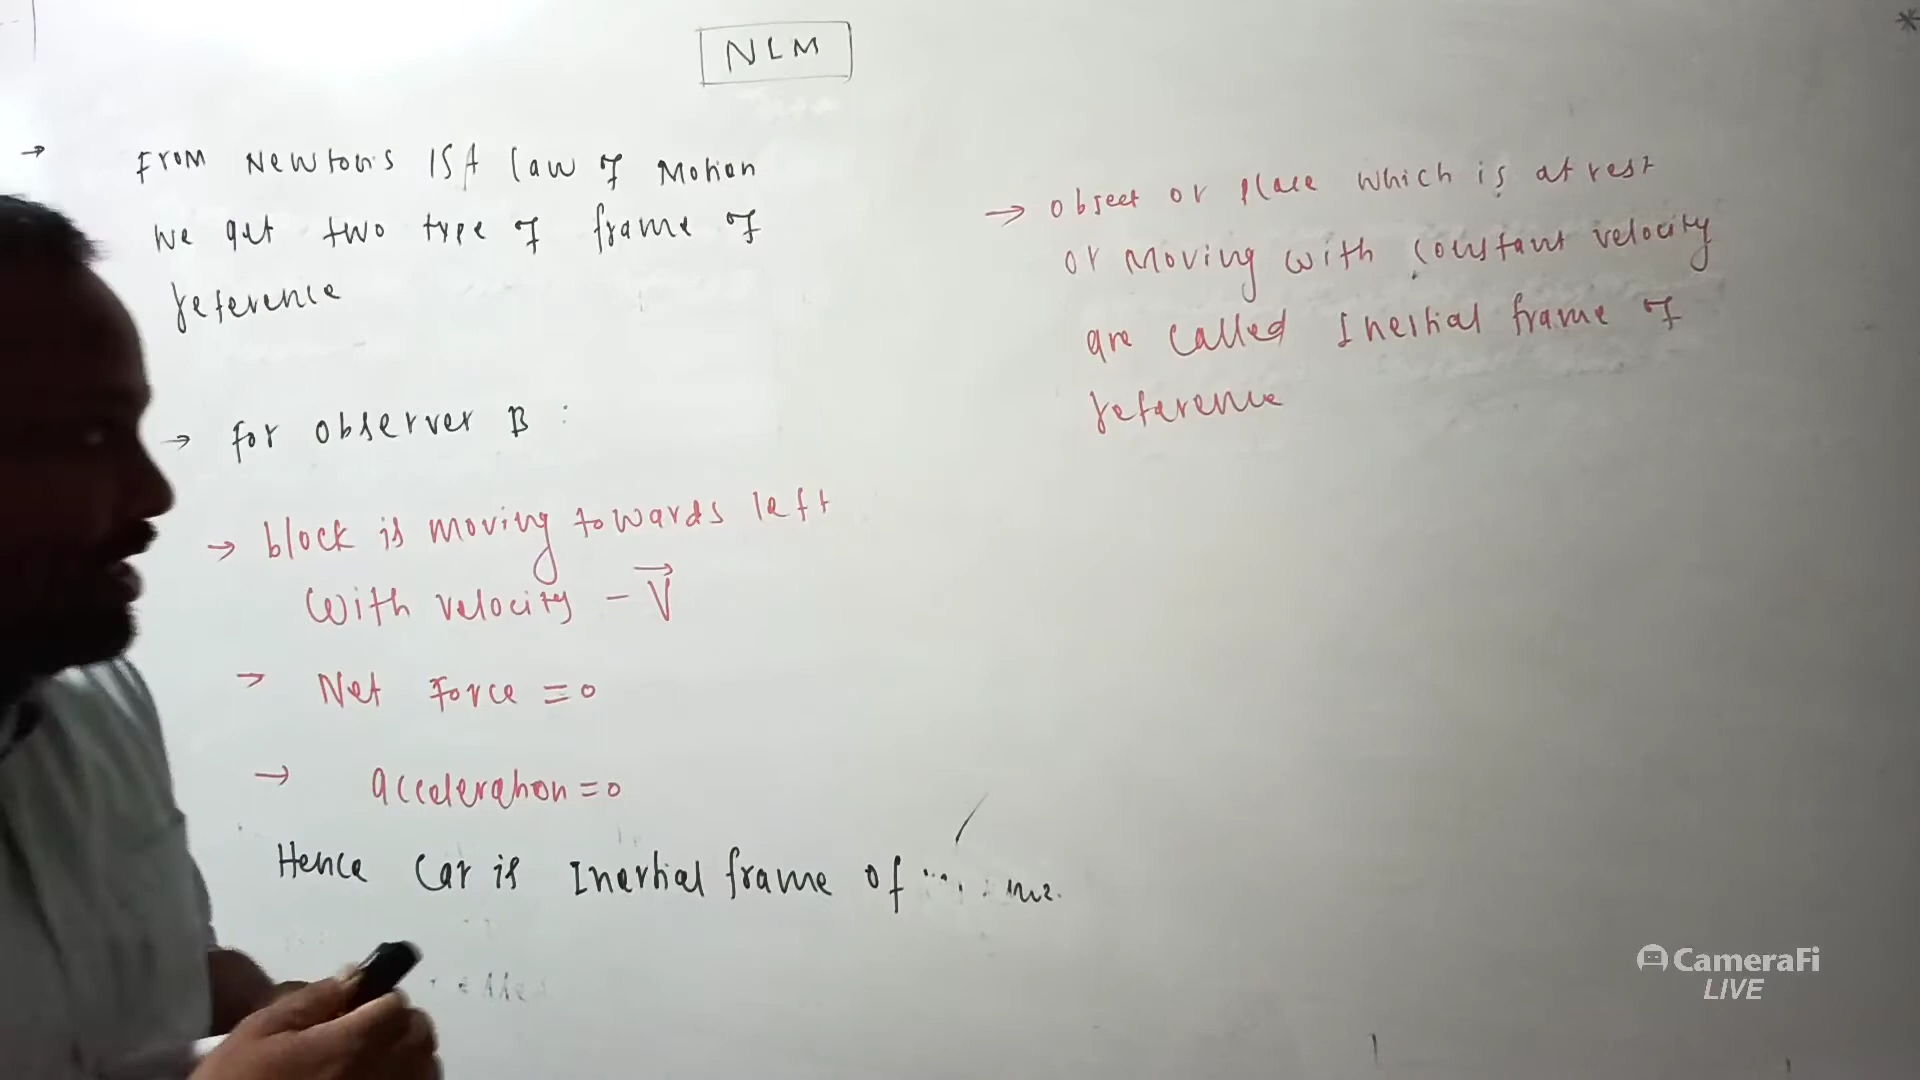 NLM
From Newton's 1st law of Motion
we get two type of frame of
reference
for observer B :
→ block is moving towards left
with velocity - V⃗
→ Net Force = 0
→ acceleration = 0
Hence Car is Inertial frame of
→ object or place which is at rest
or moving with constant velocity
are called Inertial frame of
reference
CameraFi
LIVE